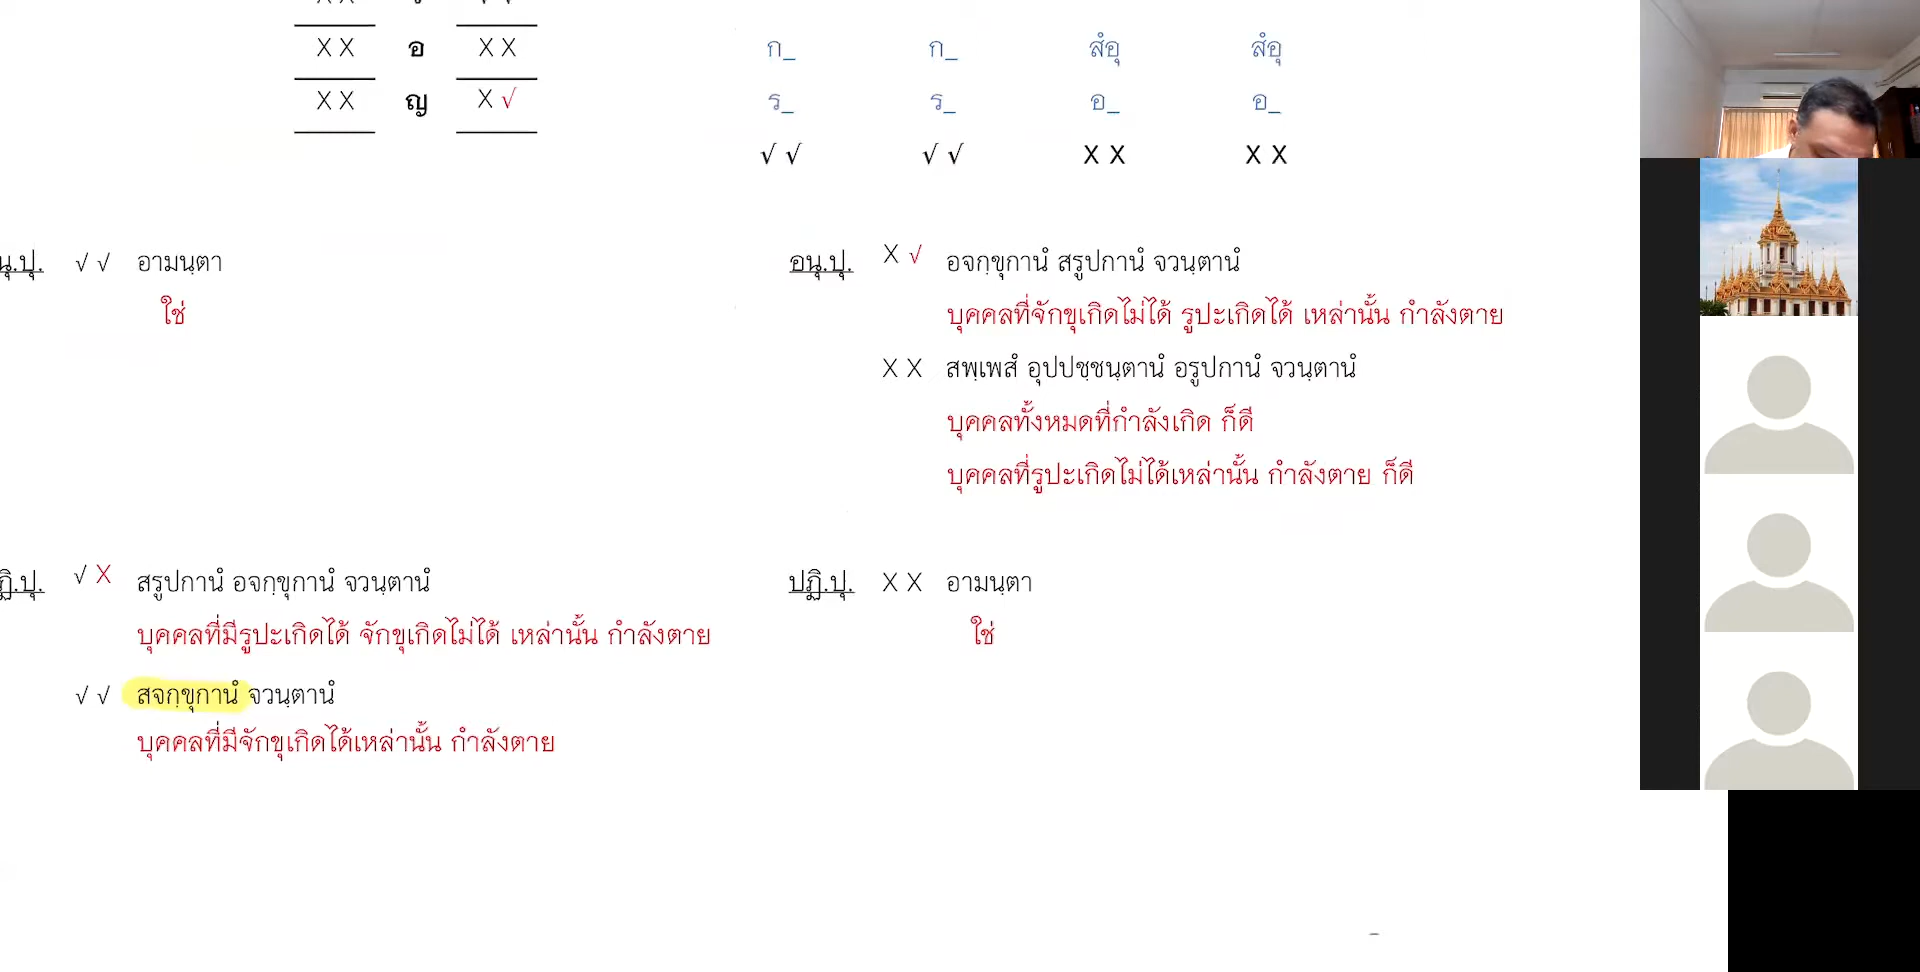 X X อ X X
X X ญ X √
ก_ ก_ สํอุ สํอุ
ร_ ร_ อ_ อ_
√ √ √ √ X X X X
นุ.ปุ. √ √ อามนฺตา
ใช่
อนุ.ปุ. X √ อจกฺขุกานํ สรูปกานํ จวนฺตานํ
บุคคลที่จักขุเกิดไม่ได้ รูปะเกิดได้ เหล่านั้น กำลังตาย
X X สพฺเพสํ อุปปชฺชนฺตานํ อรูปกานํ จวนฺตานํ
บุคคลทั้งหมดที่กำลังเกิด ก็ดี
บุคคลที่รูปะเกิดไม่ได้เหล่านั้น กำลังตาย ก็ดี
ฏิ.ปุ. √ X สรูปกานํ อจกฺขุกานํ จวนฺตานํ
บุคคลที่มีรูปะเกิดได้ จักขุเกิดไม่ได้ เหล่านั้น กำลังตาย
√ √ สจกฺขุกานํ จวนฺตานํ
บุคคลที่มีจักขุเกิดได้เหล่านั้น กำลังตาย
ปฏิ.ปุ. X X อามนฺตา
ใช่